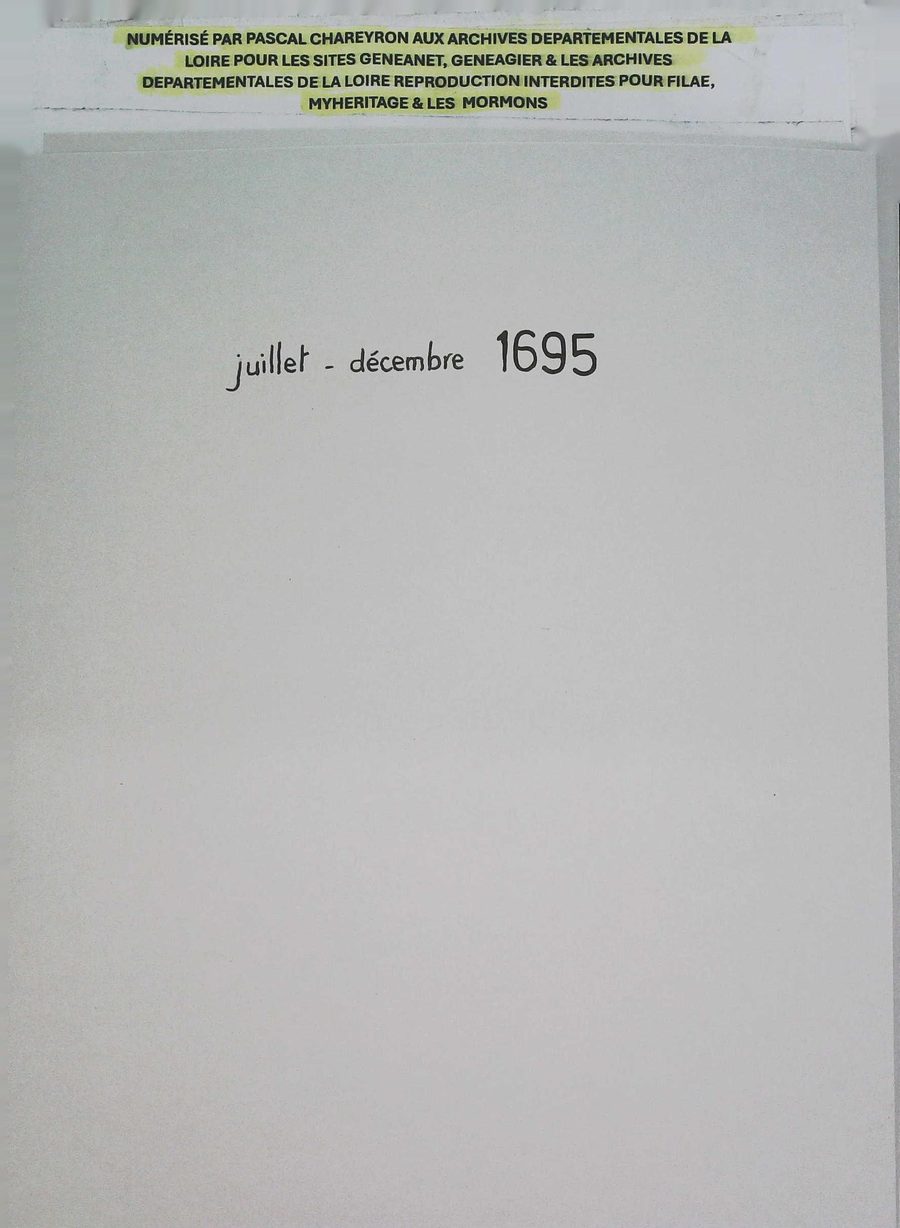 NUMÉRISÉ PAR PASCAL CHAREYRON AUX ARCHIVES DEPARTEMENTALES DE LA
LOIRE POUR LES SITES GENEANET, GENEAGIER & LES ARCHIVES
DEPARTEMENTALES DE LA LOIRE REPRODUCTION INTERDITES POUR FILAE,
MYHERITAGE & LES MORMONS
juillet - décembre 1695